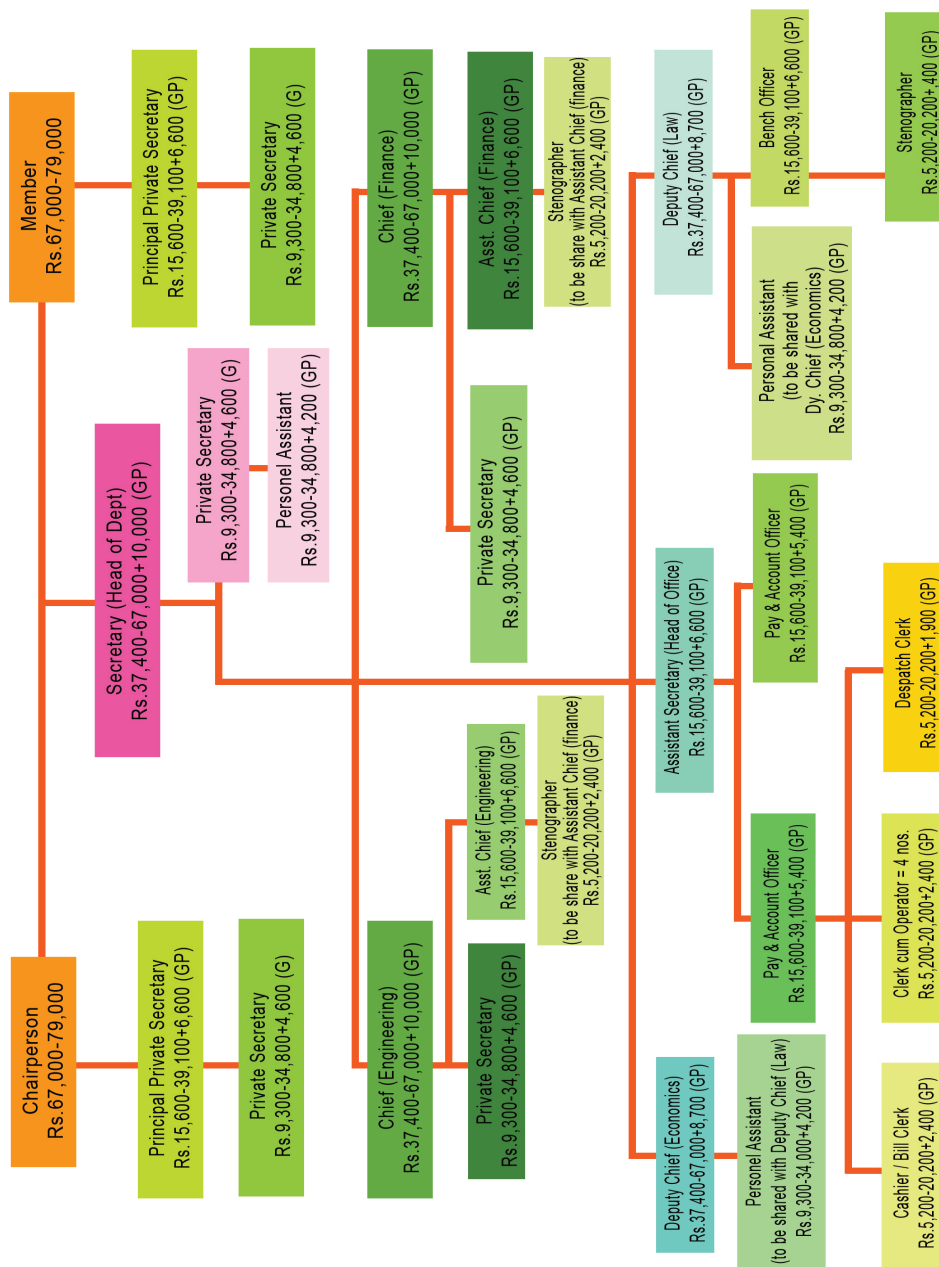 Chairperson
Rs.67,000-79,000
Member
Rs.67,000-79,000
Secretary (Head of Dept)
Rs.37,400-67,000+10,000 (GP)
Principal Private Secretary
Rs.15,600-39,100+6,600 (GP)
Principal Private Secretary
Rs.15,600-39,100+6,600 (GP)
Private Secretary
Rs.9,300-34,800+4,600 (G)
Private Secretary
Rs.9,300-34,800+4,600 (G)
Private Secretary
Rs.9,300-34,800+4,600 (G)
Personel Assistant
Rs.9,300-34,800+4,200 (GP)
Chief (Engineering)
Rs.37,400-67,000+10,000 (GP)
Chief (Finance)
Rs.37,400-67,000+10,000 (GP)
Private Secretary
Rs.9,300-34,800+4,600 (GP)
Asst. Chief (Engineering)
Rs.15,600-39,100+6,600 (GP)
Private Secretary
Rs.9,300-34,800+4,600 (GP)
Asst. Chief (Finance)
Rs.15,600-39,100+6,600 (GP)
Stenographer
(to be share with Assistant Chief (finance)
Rs.5,200-20,200+2,400 (GP)
Stenographer
(to be share with Assistant Chief (finance)
Rs.5,200-20,200+2,400 (GP)
Deputy Chief (Economics)
Rs.37,400-67,000+8,700 (GP)
Assistant Secretary (Head of Office)
Rs.15,600-39,100+6,600 (GP)
Deputy Chief (Law)
Rs.37,400-67,000+8,700 (GP)
Personel Assistant
(to be shared with Deputy Chief (Law)
Rs.9,300-34,000+4,200 (GP)
Pay & Account Officer
Rs.15,600-39,100+5,400 (GP)
Pay & Account Officer
Rs.15,600-39,100+5,400 (GP)
Personal Assistant
(to be shared with
Dy. Chief (Economics)
Rs.9,300-34,800+4,200 (GP)
Bench Officer
Rs.15,600-39,100+6,600 (GP)
Cashier / Bill Clerk
Rs.5,200-20,200+2,400 (GP)
Clerk cum Operator = 4 nos.
Rs.5,200-20,200+2,400 (GP)
Despatch Clerk
Rs.5,200-20,200+1,900 (GP)
Stenographer
Rs.5,200-20,200+,400 (GP)